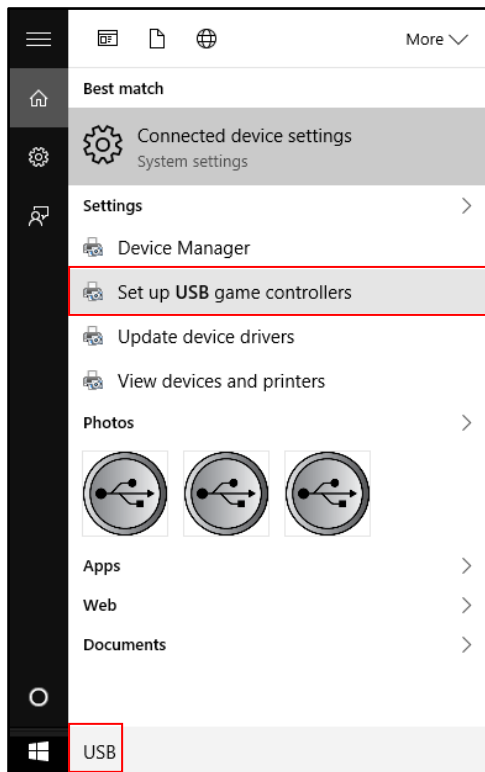 More
Best match
Connected device settings
System settings
Settings
Device Manager
Set up USB game controllers
Update device drivers
View devices and printers
Photos
Apps
Web
Documents
USB